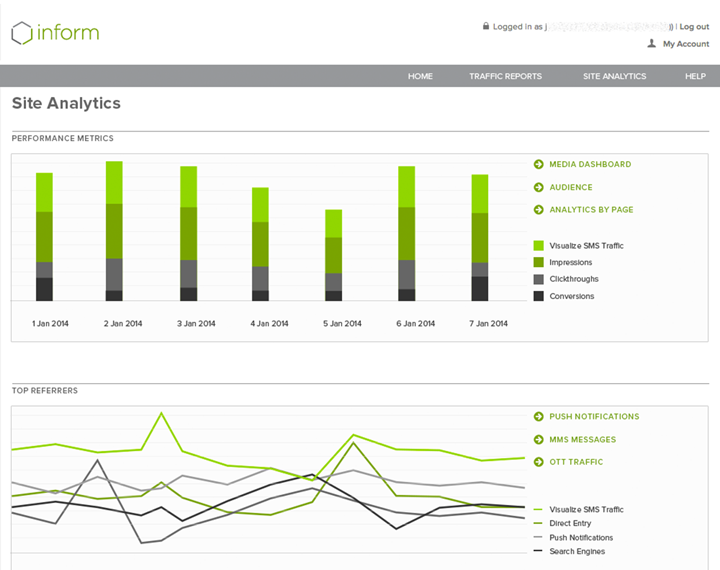 inform
Logged in as j )) | Log out
My Account
HOME TRAFFIC REPORTS SITE ANALYTICS HELP
Site Analytics
PERFORMANCE METRICS
MEDIA DASHBOARD
AUDIENCE
ANALYTICS BY PAGE
Visualize SMS Traffic
Impressions
Clickthroughs
Conversions
1 Jan 2014 2 Jan 2014 3 Jan 2014 4 Jan 2014 5 Jan 2014 6 Jan 2014 7 Jan 2014
TOP REFERRERS
PUSH NOTIFICATIONS
MMS MESSAGES
OTT TRAFFIC
Visualize SMS Traffic
Direct Entry
Push Notifications
Search Engines